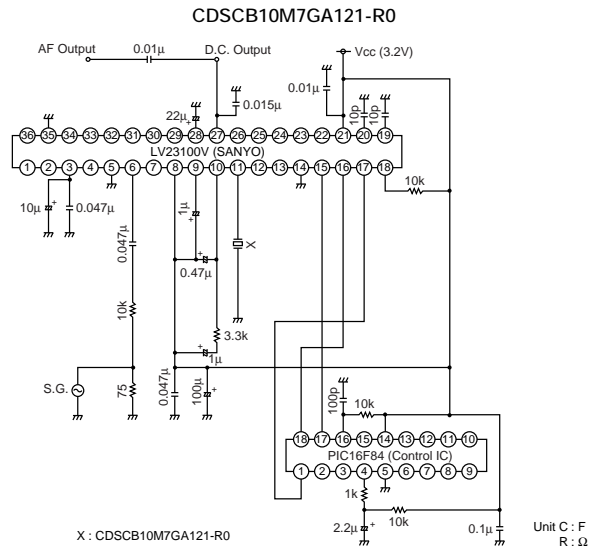 CDSCB10M7GA121-R0
AF Output
0.01µ
D.C. Output
Vcc (3.2V)
0.01µ
0.015µ
22µ
+
10p
10p
36 35 34 33 32 31 30 29 28 27 26 25 24 23 22 21 20 19
LV23100V (SANYO)
1 2 3 4 5 6 7 8 9 10 11 12 13 14 15 16 17 18
10k
10µ
+
0.047µ
0.047µ
1µ
+
+
0.47µ
X
10k
3.3k
+
1µ
S.G.
75
0.047µ
100µ
+
100p
10k
18 17 16 15 14 13 12 11 10
PIC16F84 (Control IC)
1 2 3 4 5 6 7 8 9
1k
10k
2.2µ
+
0.1µ
X : CDSCB10M7GA121-R0
Unit C : F
R : Ω